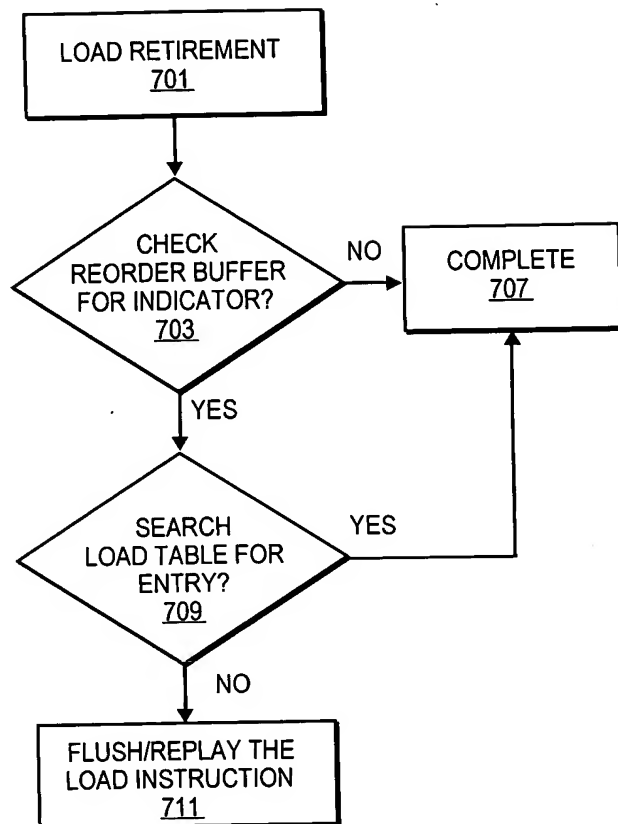 LOAD RETIREMENT
701
CHECK
REORDER BUFFER
FOR INDICATOR?
703
NO
COMPLETE
707
YES
SEARCH
LOAD TABLE FOR
ENTRY?
709
YES
NO
FLUSH/REPLAY THE
LOAD INSTRUCTION
711